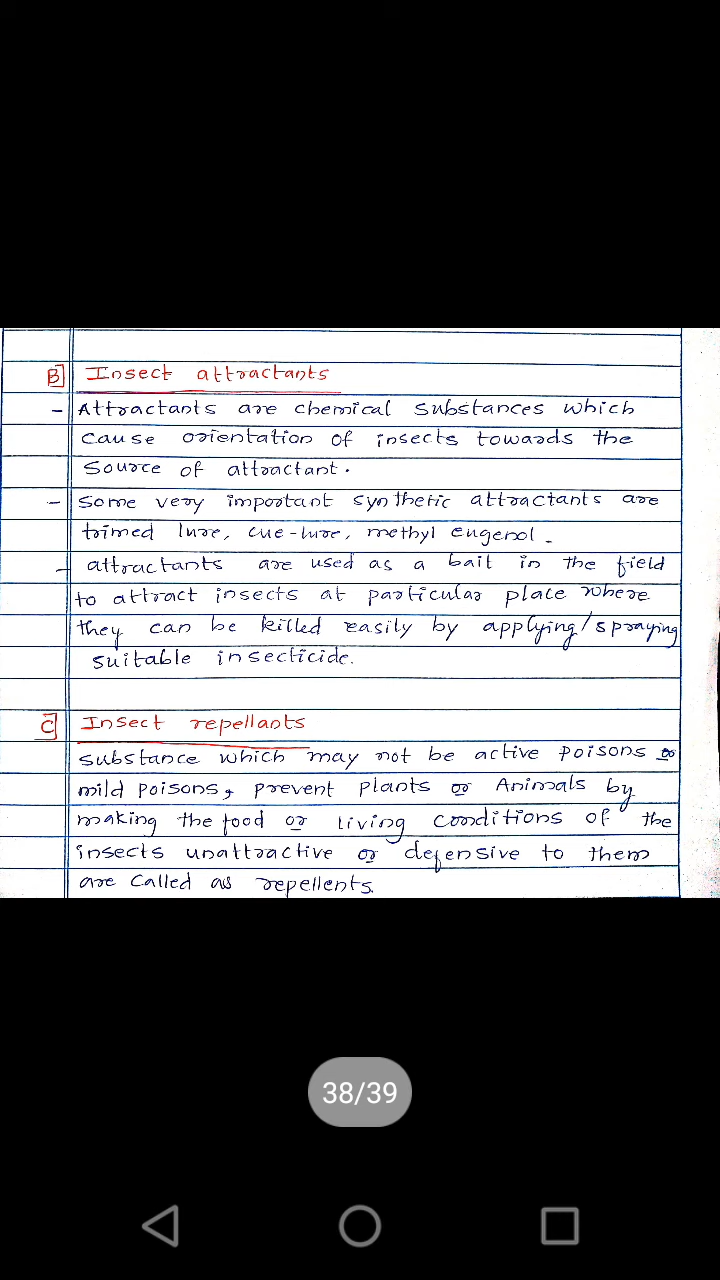 B] Insect attractants
- Attractants are chemical substances which
cause orientation of insects towards the
source of attractant.
- some very important synthetic attractants are
trimed lure, cue-lure, methyl eugenol.
- attractants are used as a bait in the field
to attract insects at particular place where
they can be killed easily by applying/spraying
suitable insecticide.
C] Insect repellants
substance which may not be active poisons or
mild poisons, prevent plants or Animals by
making the food or living conditions of the
insects unattractive or defensive to them
are called as repellents.
38/39